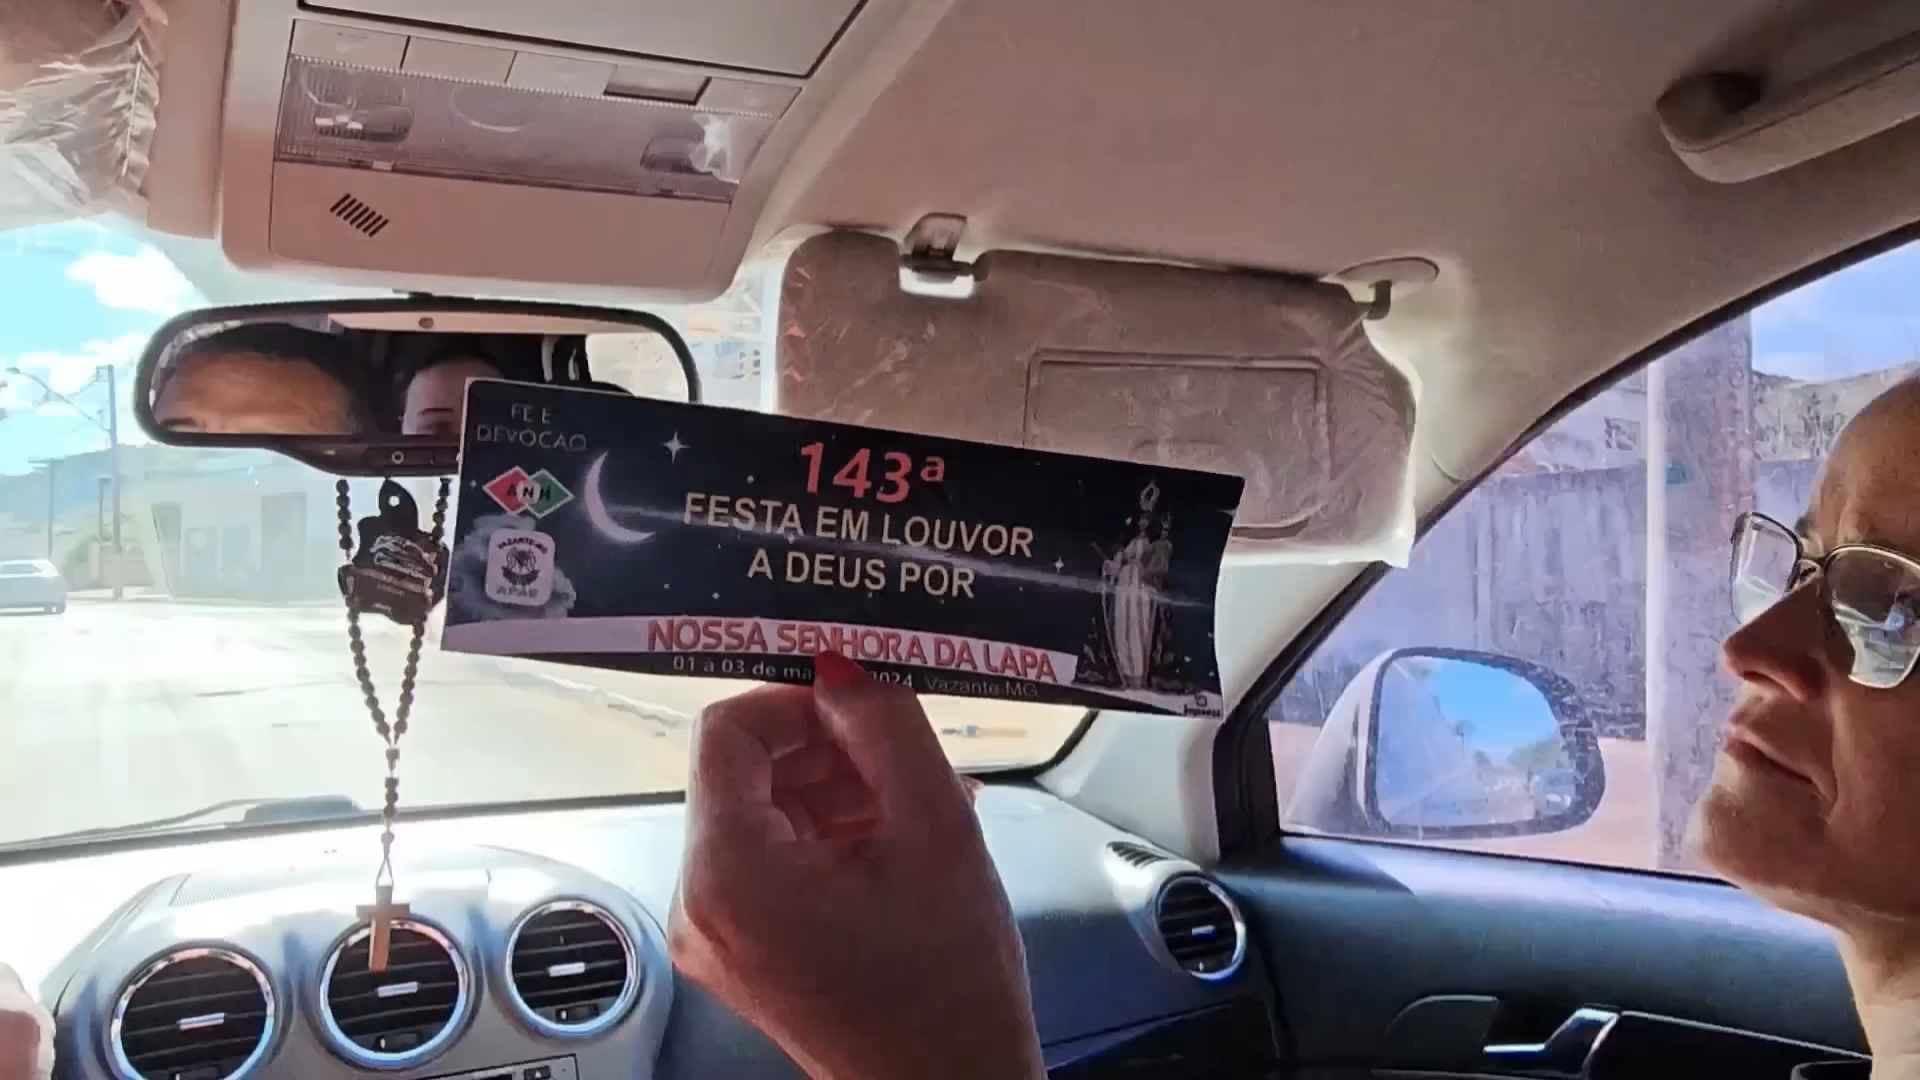 FÉ E
DEVOÇÃO
ANH
VAZANTE-MG
APAE
143ª
FESTA EM LOUVOR
A DEUS POR
NOSSA SENHORA DA LAPA
01 a 03 de 2024 Vazante-MG